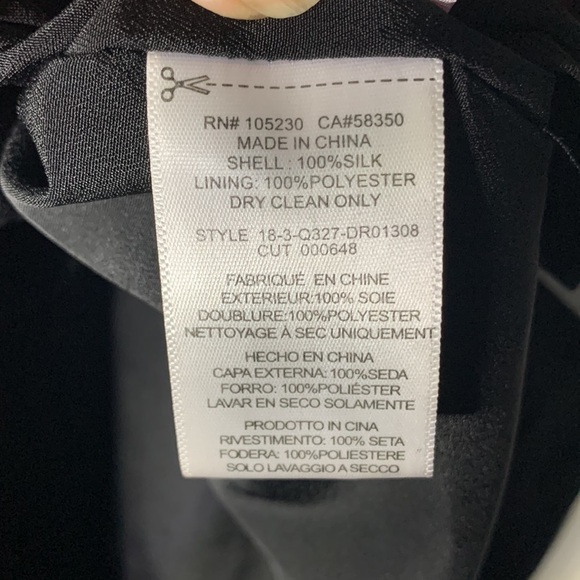 RN# 105230 CA#58350
MADE IN CHINA
SHELL : 100%SILK
LINING: 100%POLYESTER
DRY CLEAN ONLY
STYLE 18-3-Q327-DR01308
CUT 000648
FABRIQUÉ EN CHINE
EXTERIEUR:100% SOIE
DOUBLURE:100%POLYESTER
NETTOYAGE À SEC UNIQUEMENT
HECHO EN CHINA
CAPA EXTERNA: 100%SEDA
FORRO: 100%POLIÉSTER
LAVAR EN SECO SOLAMENTE
PRODOTTO IN CINA
RIVESTIMENTO: 100% SETA
FODERA: 100%POLIESTERE
SOLO LAVAGGIO A SECCO